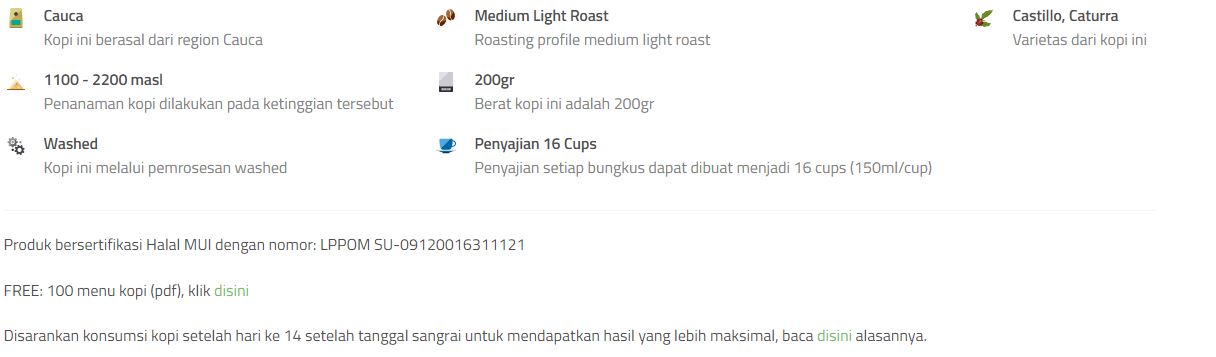 Cauca
Kopi ini berasal dari region Cauca
Medium Light Roast
Roasting profile medium light roast
Castillo, Caturra
Varietas dari kopi ini
1100 - 2200 masl
Penanaman kopi dilakukan pada ketinggian tersebut
200gr
Berat kopi ini adalah 200gr
Washed
Kopi ini melalui pemrosesan washed
Penyajian 16 Cups
Penyajian setiap bungkus dapat dibuat menjadi 16 cups (150ml/cup)
Produk bersertifikasi Halal MUI dengan nomor: LPPOM SU-09120016311121
FREE: 100 menu kopi (pdf), klik disini
Disarankan konsumsi kopi setelah hari ke 14 setelah tanggal sangrai untuk mendapatkan hasil yang lebih maksimal, baca disini alasannya.